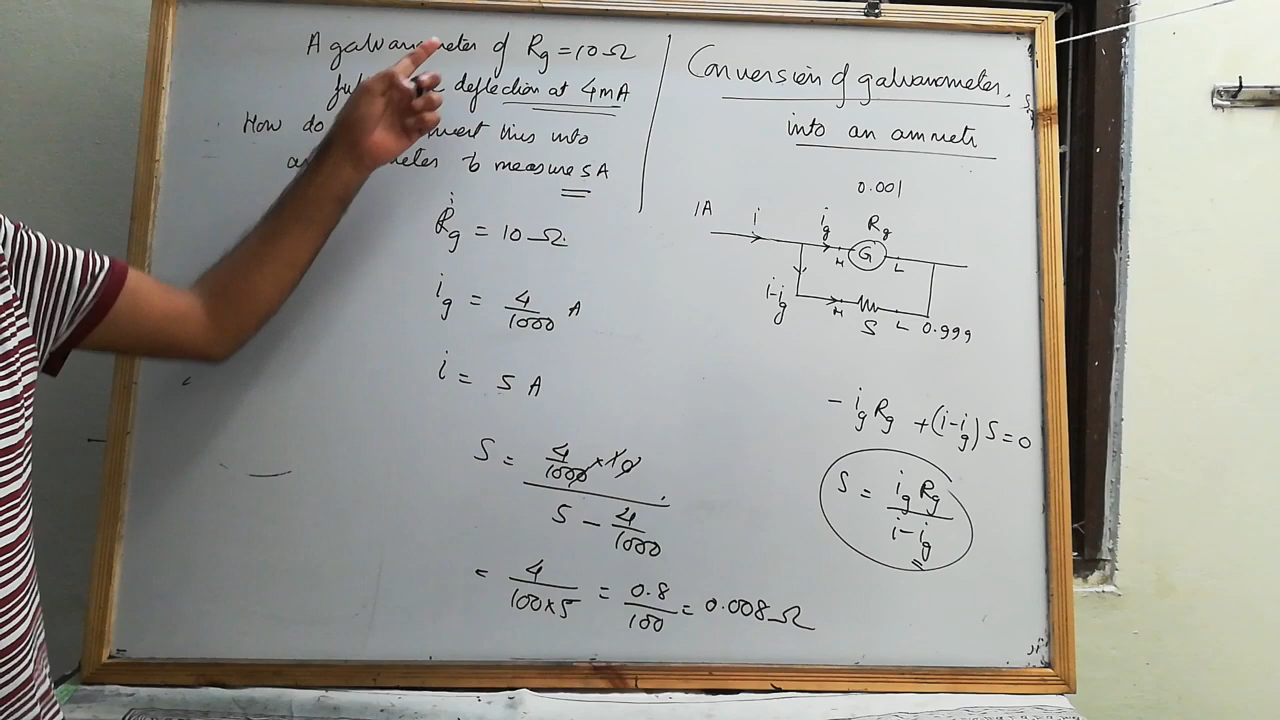 A galvanometer of Rg = 10 Ω
deflection at 4mA
How do this into
to measure 5A
Rg = 10 Ω
ig = 4/1000 A
i = 5 A
S = 4/1000 × 10 / 5 - 4/1000
= 4/100×5 = 0.8/100 = 0.008 Ω
Conversion of galvanometer
into an ammeter
0.001
1A i ig Rg
G
H L
i-ig
H S L 0.999
- ig Rg + (i-ig) S = 0
S = ig Rg / i - ig